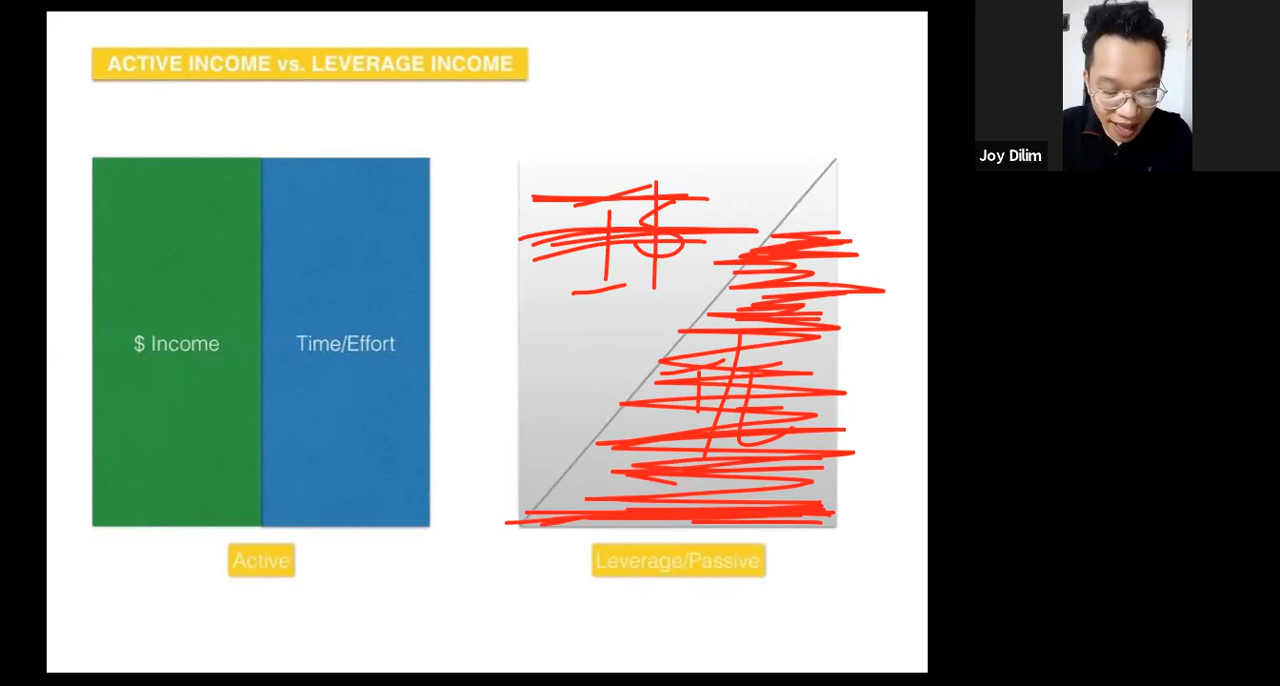 ACTIVE INCOME vs. LEVERAGE INCOME
Joy Dilim
$ Income
Time/Effort
Active
Leverage/Passive